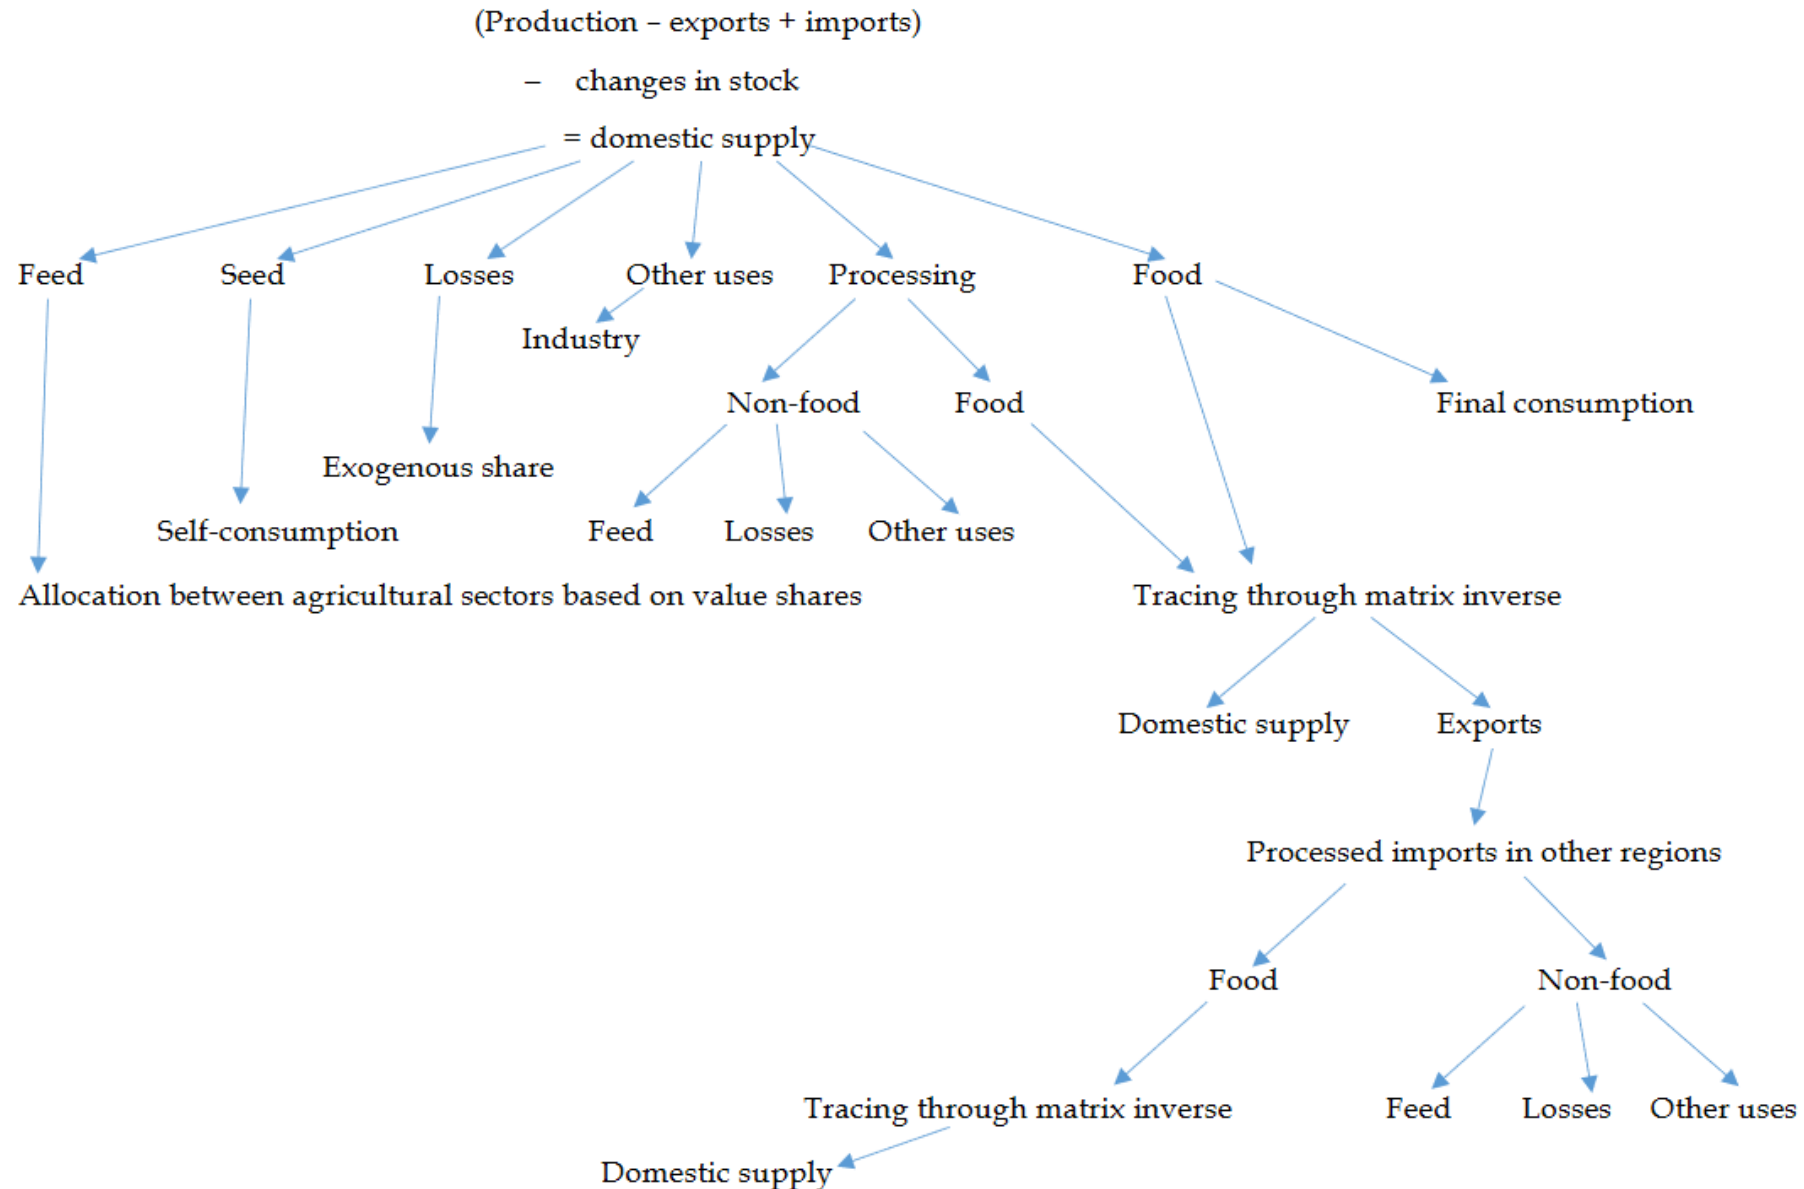 (Production – exports + imports)
– changes in stock
= domestic supply
Feed
Seed
Losses
Other uses
Processing
Food
Industry
Non-food
Food
Final consumption
Exogenous share
Self-consumption
Feed
Losses
Other uses
Allocation between agricultural sectors based on value shares
Tracing through matrix inverse
Domestic supply
Exports
Processed imports in other regions
Food
Non-food
Tracing through matrix inverse
Feed
Losses
Other uses
Domestic supply